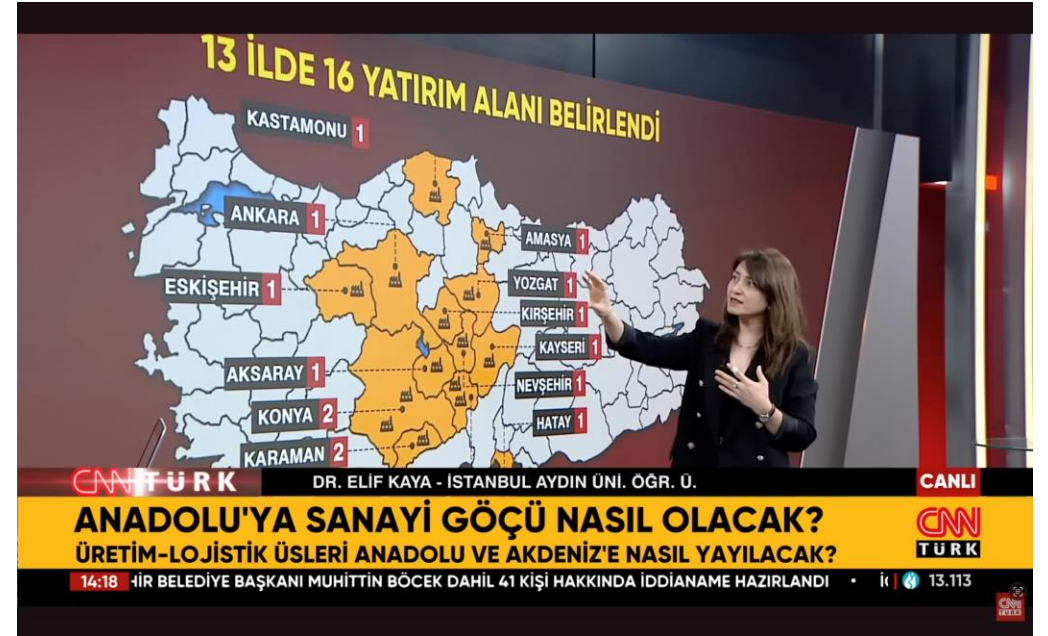 13 İLDE 16 YATIRIM ALANI BELİRLENDİ
KASTAMONU 1
ANKARA 1
AMASYA 1
ESKİŞEHİR 1
YOZGAT 1
KIRŞEHİR 1
KAYSERİ 1
AKSARAY 1
NEVŞEHİR 1
KONYA 2
HATAY 1
KARAMAN 2
CNN TÜRK
DR. ELİF KAYA - İSTANBUL AYDIN ÜNİ. ÖĞR. Ü.
CANLI
ANADOLU'YA SANAYİ GÖÇÜ NASIL OLACAK?
ÜRETİM-LOJİSTİK ÜSLERİ ANADOLU VE AKDENİZ'E NASIL YAYILACAK?
CNN
TÜRK
14:18 HİR BELEDİYE BAŞKANI MUHİTTİN BÖCEK DAHİL 41 KİŞİ HAKKINDA İDDİANAME HAZIRLANDI • 13.113
CNN
TÜRK